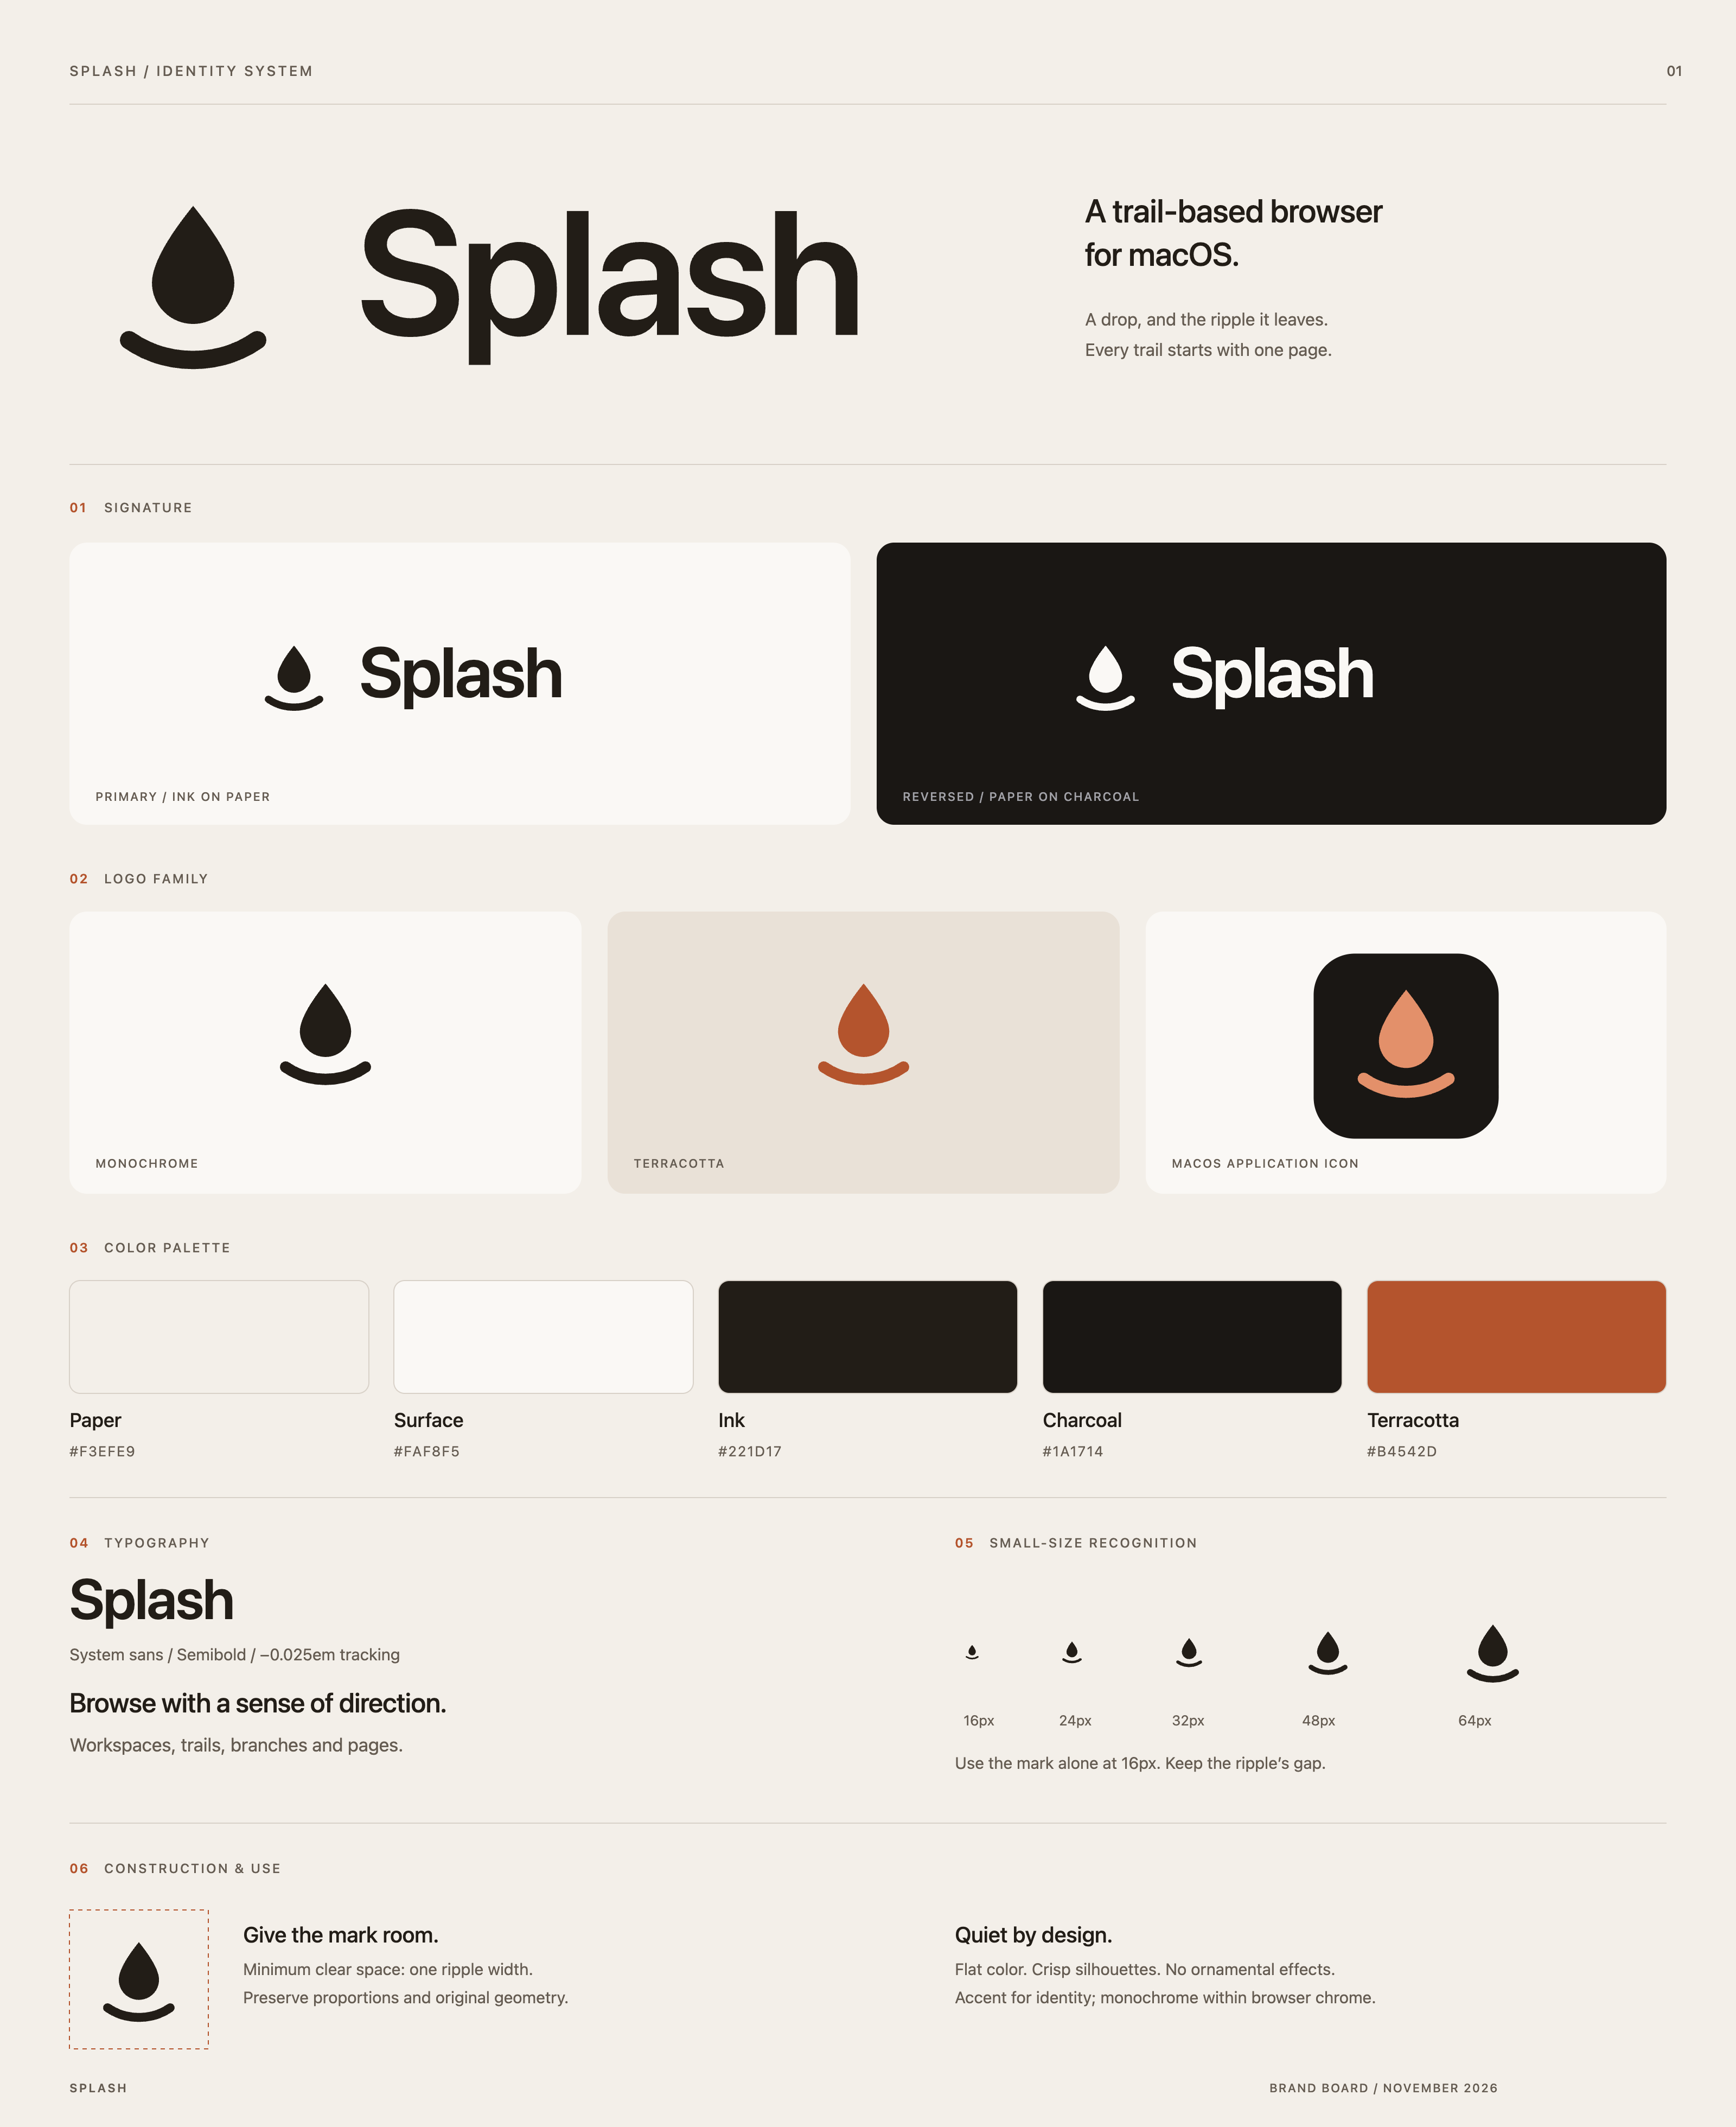 SPLASH / IDENTITY SYSTEM
01
Splash
A trail-based browser
for macOS.
A drop, and the ripple it leaves.
Every trail starts with one page.
01 SIGNATURE
Splash
PRIMARY / INK ON PAPER
Splash
REVERSED / PAPER ON CHARCOAL
02 LOGO FAMILY
MONOCHROME
TERRACOTTA
MACOS APPLICATION ICON
03 COLOR PALETTE
Paper
#F3EFE9
Surface
#FAF8F5
Ink
#221D17
Charcoal
#1A1714
Terracotta
#B4542D
04 TYPOGRAPHY
Splash
System sans / Semibold / −0.025em tracking
Browse with a sense of direction.
Workspaces, trails, branches and pages.
05 SMALL-SIZE RECOGNITION
16px
24px
32px
48px
64px
Use the mark alone at 16px. Keep the ripple’s gap.
06 CONSTRUCTION & USE
Give the mark room.
Minimum clear space: one ripple width.
Preserve proportions and original geometry.
Quiet by design.
Flat color. Crisp silhouettes. No ornamental effects.
Accent for identity; monochrome within browser chrome.
SPLASH
BRAND BOARD / NOVEMBER 2026